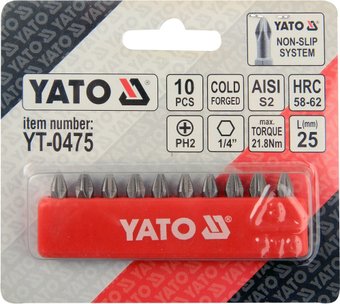 NON-SLIP
SYSTEM
YATO
10
PCS
COLD
FORGED
AISI
S2
HRC
58-62
item number:
YT-0475
PH2
1/4"
max.
TORQUE
21.8Nm
L(mm)
25
YATO